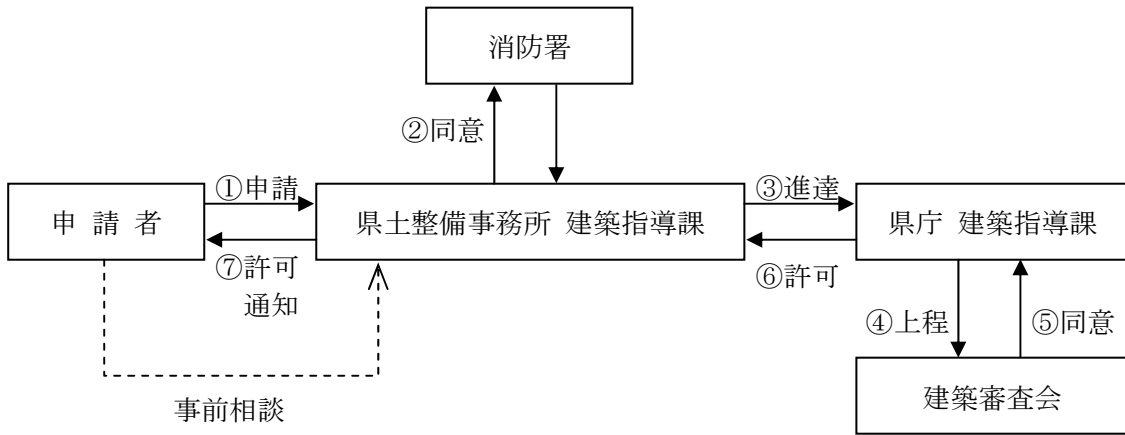 消防署
②同意
①申請
③進達
申 請 者
県土整備事務所 建築指導課
県庁 建築指導課
⑦許可
通知
⑥許可
④上程
⑤同意
建築審査会
事前相談